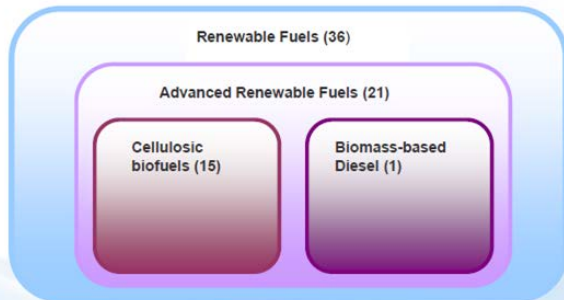 Renewable Fuels (36)
Advanced Renewable Fuels (21)
Cellulosic
biofuels (15)
Biomass-based
Diesel (1)